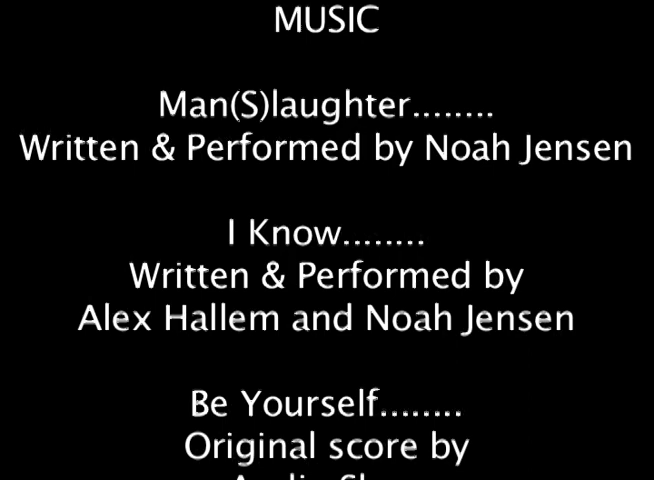 MUSIC
Man(S)laughter........
Written & Performed by Noah Jensen
I Know........
Written & Performed by
Alex Hallem and Noah Jensen
Be Yourself........
Original score by